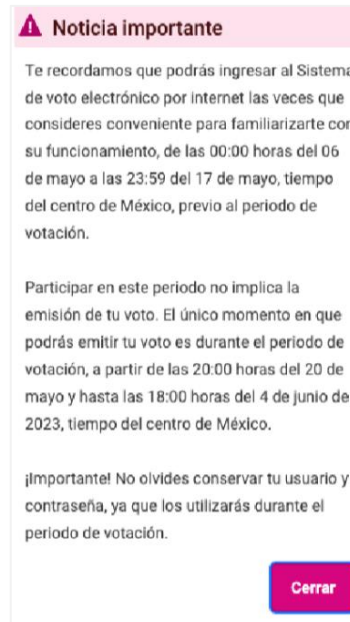 Noticia importante
Te recordamos que podrás ingresar al Sistema
de voto electrónico por internet las veces que
consideres conveniente para familiarizarte con
su funcionamiento, de las 00:00 horas del 06
de mayo a las 23:59 del 17 de mayo, tiempo
del centro de México, previo al periodo de
votación.
Participar en este periodo no implica la
emisión de tu voto. El único momento en que
podrás emitir tu voto es durante el periodo de
votación, a partir de las 20:00 horas del 20 de
mayo y hasta las 18:00 horas del 4 de junio de
2023, tiempo del centro de México.
¡Importante! No olvides conservar tu usuario y
contraseña, ya que los utilizarás durante el
periodo de votación.
Cerrar